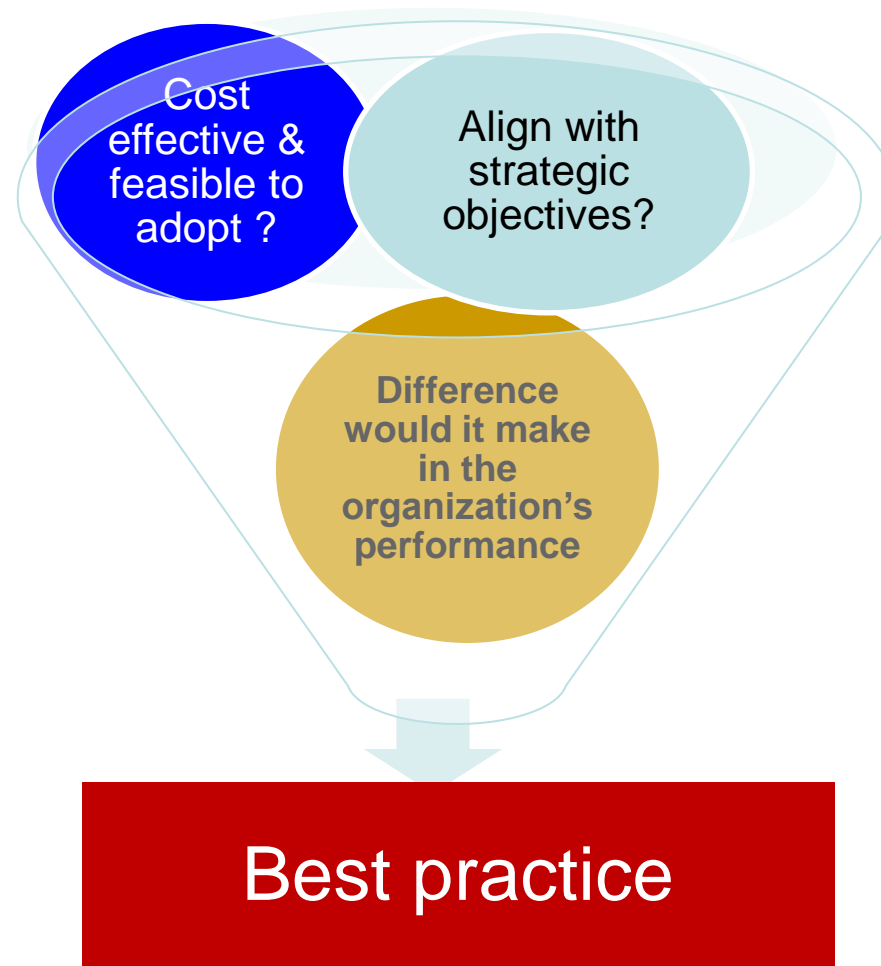 Cost
effective &
feasible to
adopt ?
Align with
strategic
objectives?
Difference
would it make
in the
organization’s
performance
Best practice